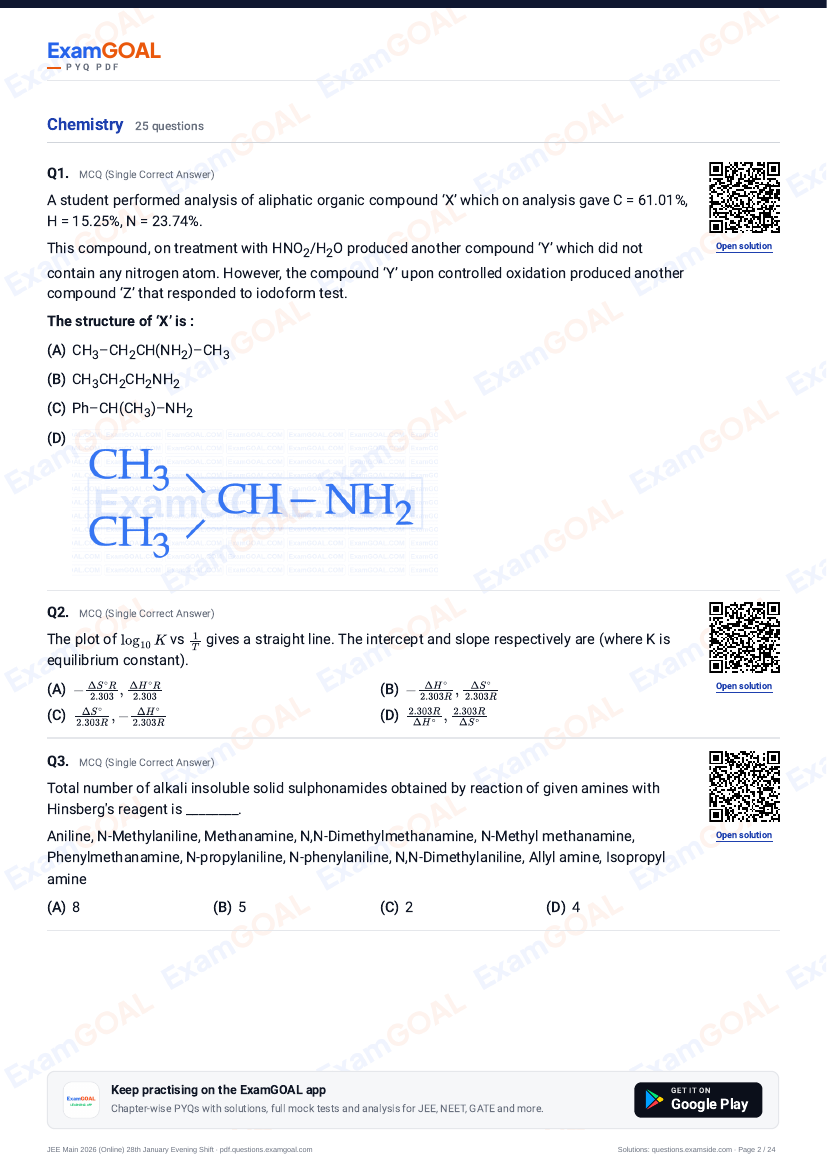 ExamGOAL
PYQ PDF
Chemistry 25 questions
Q1. MCQ (Single Correct Answer)
A student performed analysis of aliphatic organic compound ‘X’ which on analysis gave C = 61.01%,
H = 15.25%, N = 23.74%.
Open solution
This compound, on treatment with HNO₂/H₂O produced another compound ‘Y’ which did not
contain any nitrogen atom. However, the compound ‘Y’ upon controlled oxidation produced another
compound ‘Z’ that responded to iodoform test.
The structure of ‘X’ is :
(A) CH₃−CH₂CH(NH₂)−CH₃
(B) CH₃CH₂CH₂NH₂
(C) Ph−CH(CH₃)−NH₂
(D)
CH₃
CH − NH₂
CH₃
ExamGOAL.COM
Q2. MCQ (Single Correct Answer)
The plot of log₁₀ K vs 1/T gives a straight line. The intercept and slope respectively are (where K is
equilibrium constant).
Open solution
(A) −ΔS°R/2.303, ΔH°R/2.303 (B) −ΔH°/2.303R, ΔS°/2.303R
(C) ΔS°/2.303R, −ΔH°/2.303R (D) 2.303R/ΔH°, 2.303R/ΔS°
Q3. MCQ (Single Correct Answer)
Total number of alkali insoluble solid sulphonamides obtained by reaction of given amines with
Hinsberg's reagent is ________.
Open solution
Aniline, N-Methylaniline, Methanamine, N,N-Dimethylmethanamine, N-Methyl methanamine,
Phenylmethanamine, N-propylaniline, N-phenylaniline, N,N-Dimethylaniline, Allyl amine, Isopropyl
amine
(A) 8 (B) 5 (C) 2 (D) 4
ExamGOAL
Keep practising on the ExamGOAL app
Chapter-wise PYQs with solutions, full mock tests and analysis for JEE, NEET, GATE and more.
GET IT ON
Google Play
JEE Main 2026 (Online) 28th January Evening Shift · pdf.questions.examgoal.com Solutions: questions.examside.com · Page 2 / 24